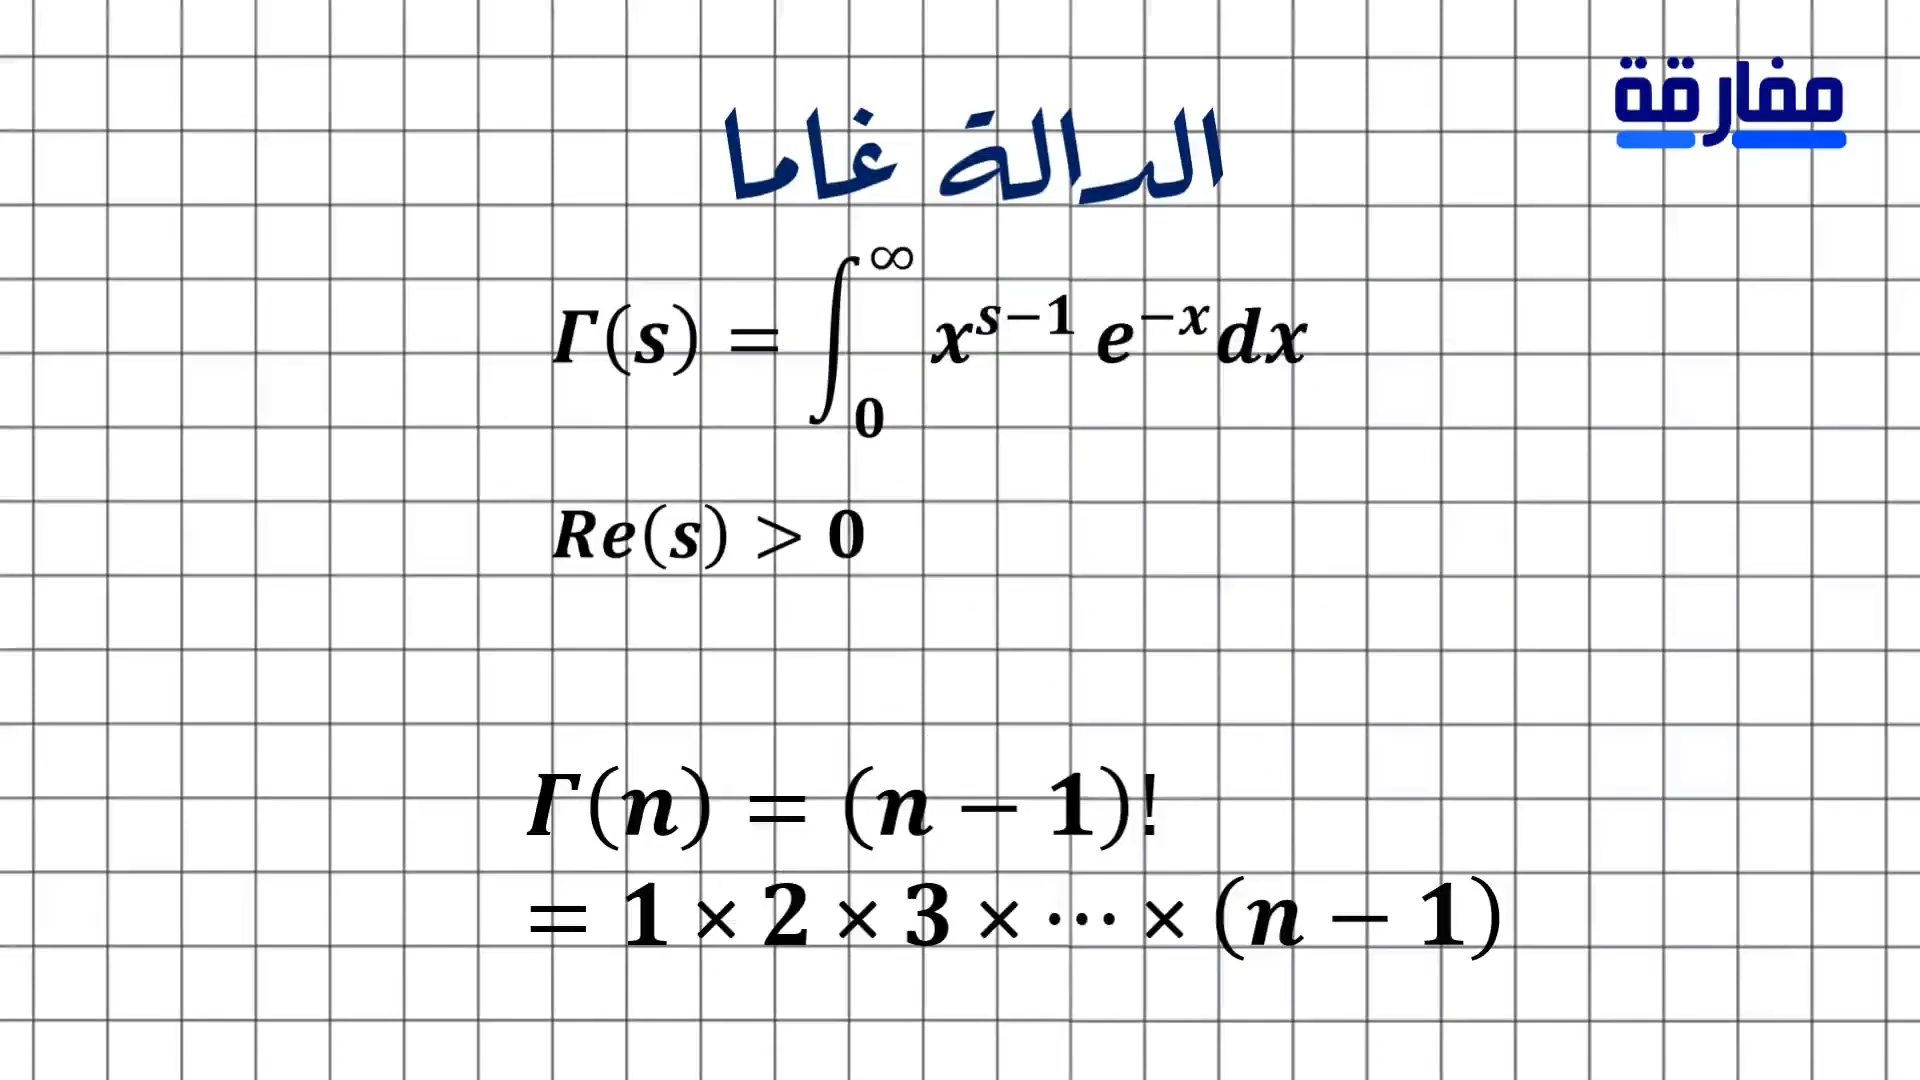 مفارقة
الدالة غاما
Γ(s) = ∫₀^∞ x^{s−1} e^{−x} dx
Re(s) > 0
Γ(n) = (n − 1)!
= 1 × 2 × 3 × ⋯ × (n − 1)